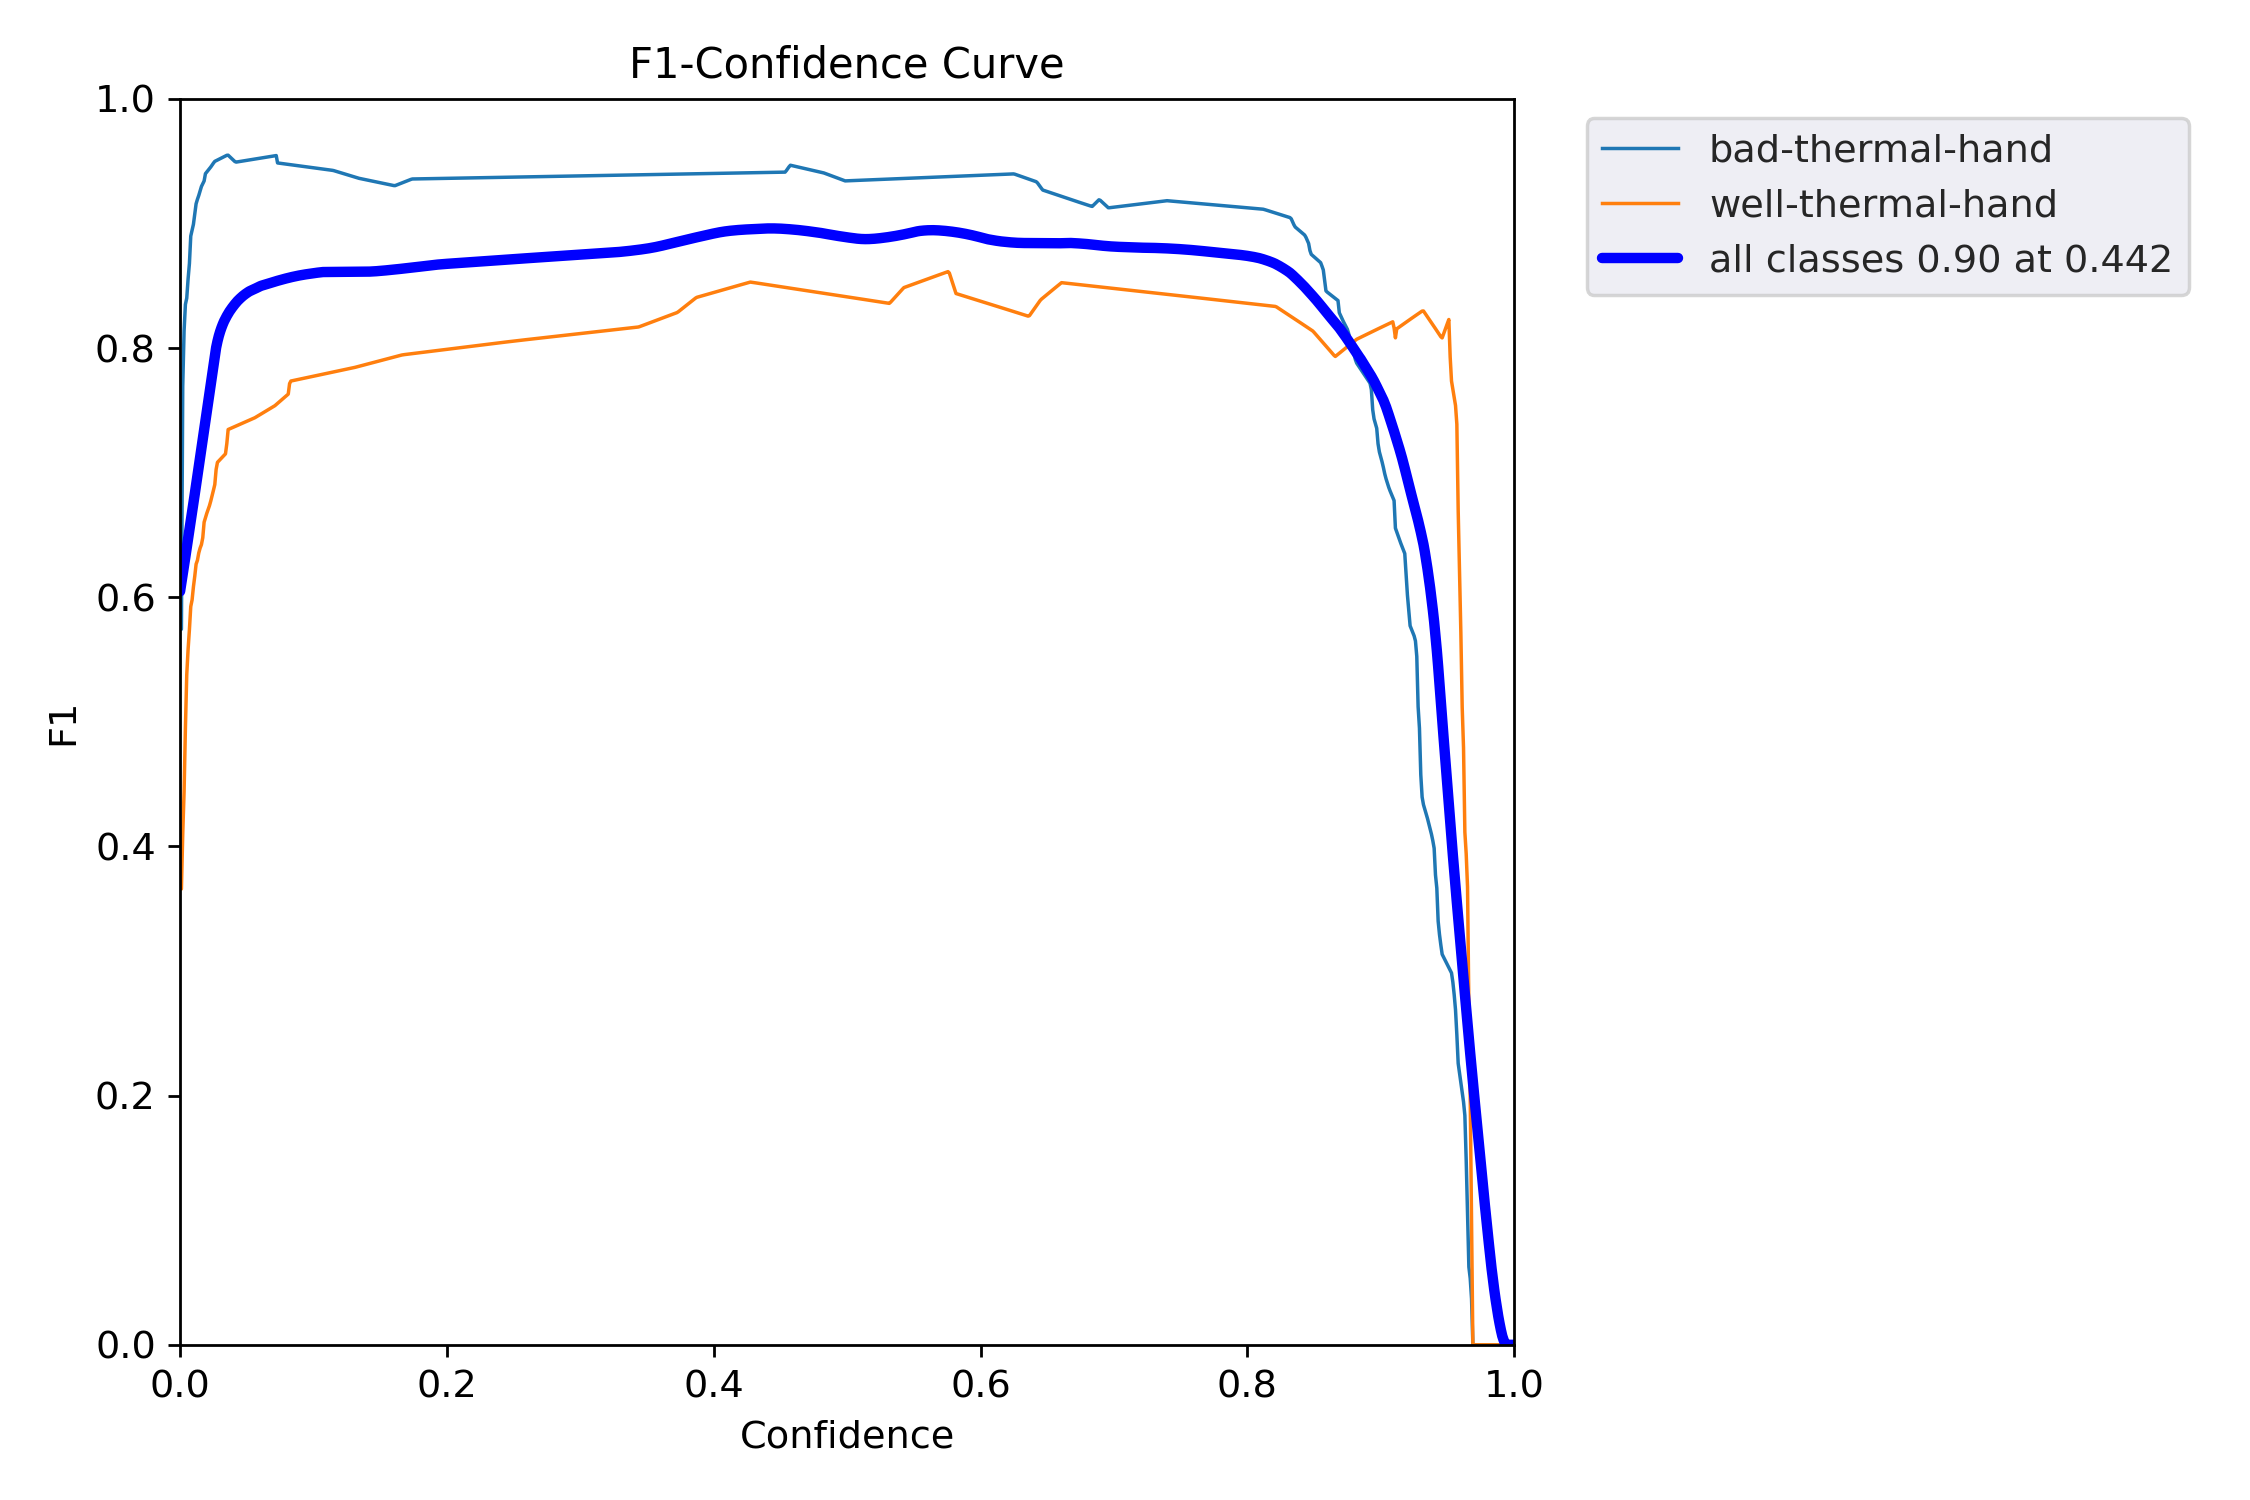 F1-Confidence Curve
1.0
0.8
0.6
0.4
0.2
0.0
F1
0.0 0.2 0.4 0.6 0.8 1.0
Confidence
bad-thermal-hand
well-thermal-hand
all classes 0.90 at 0.442